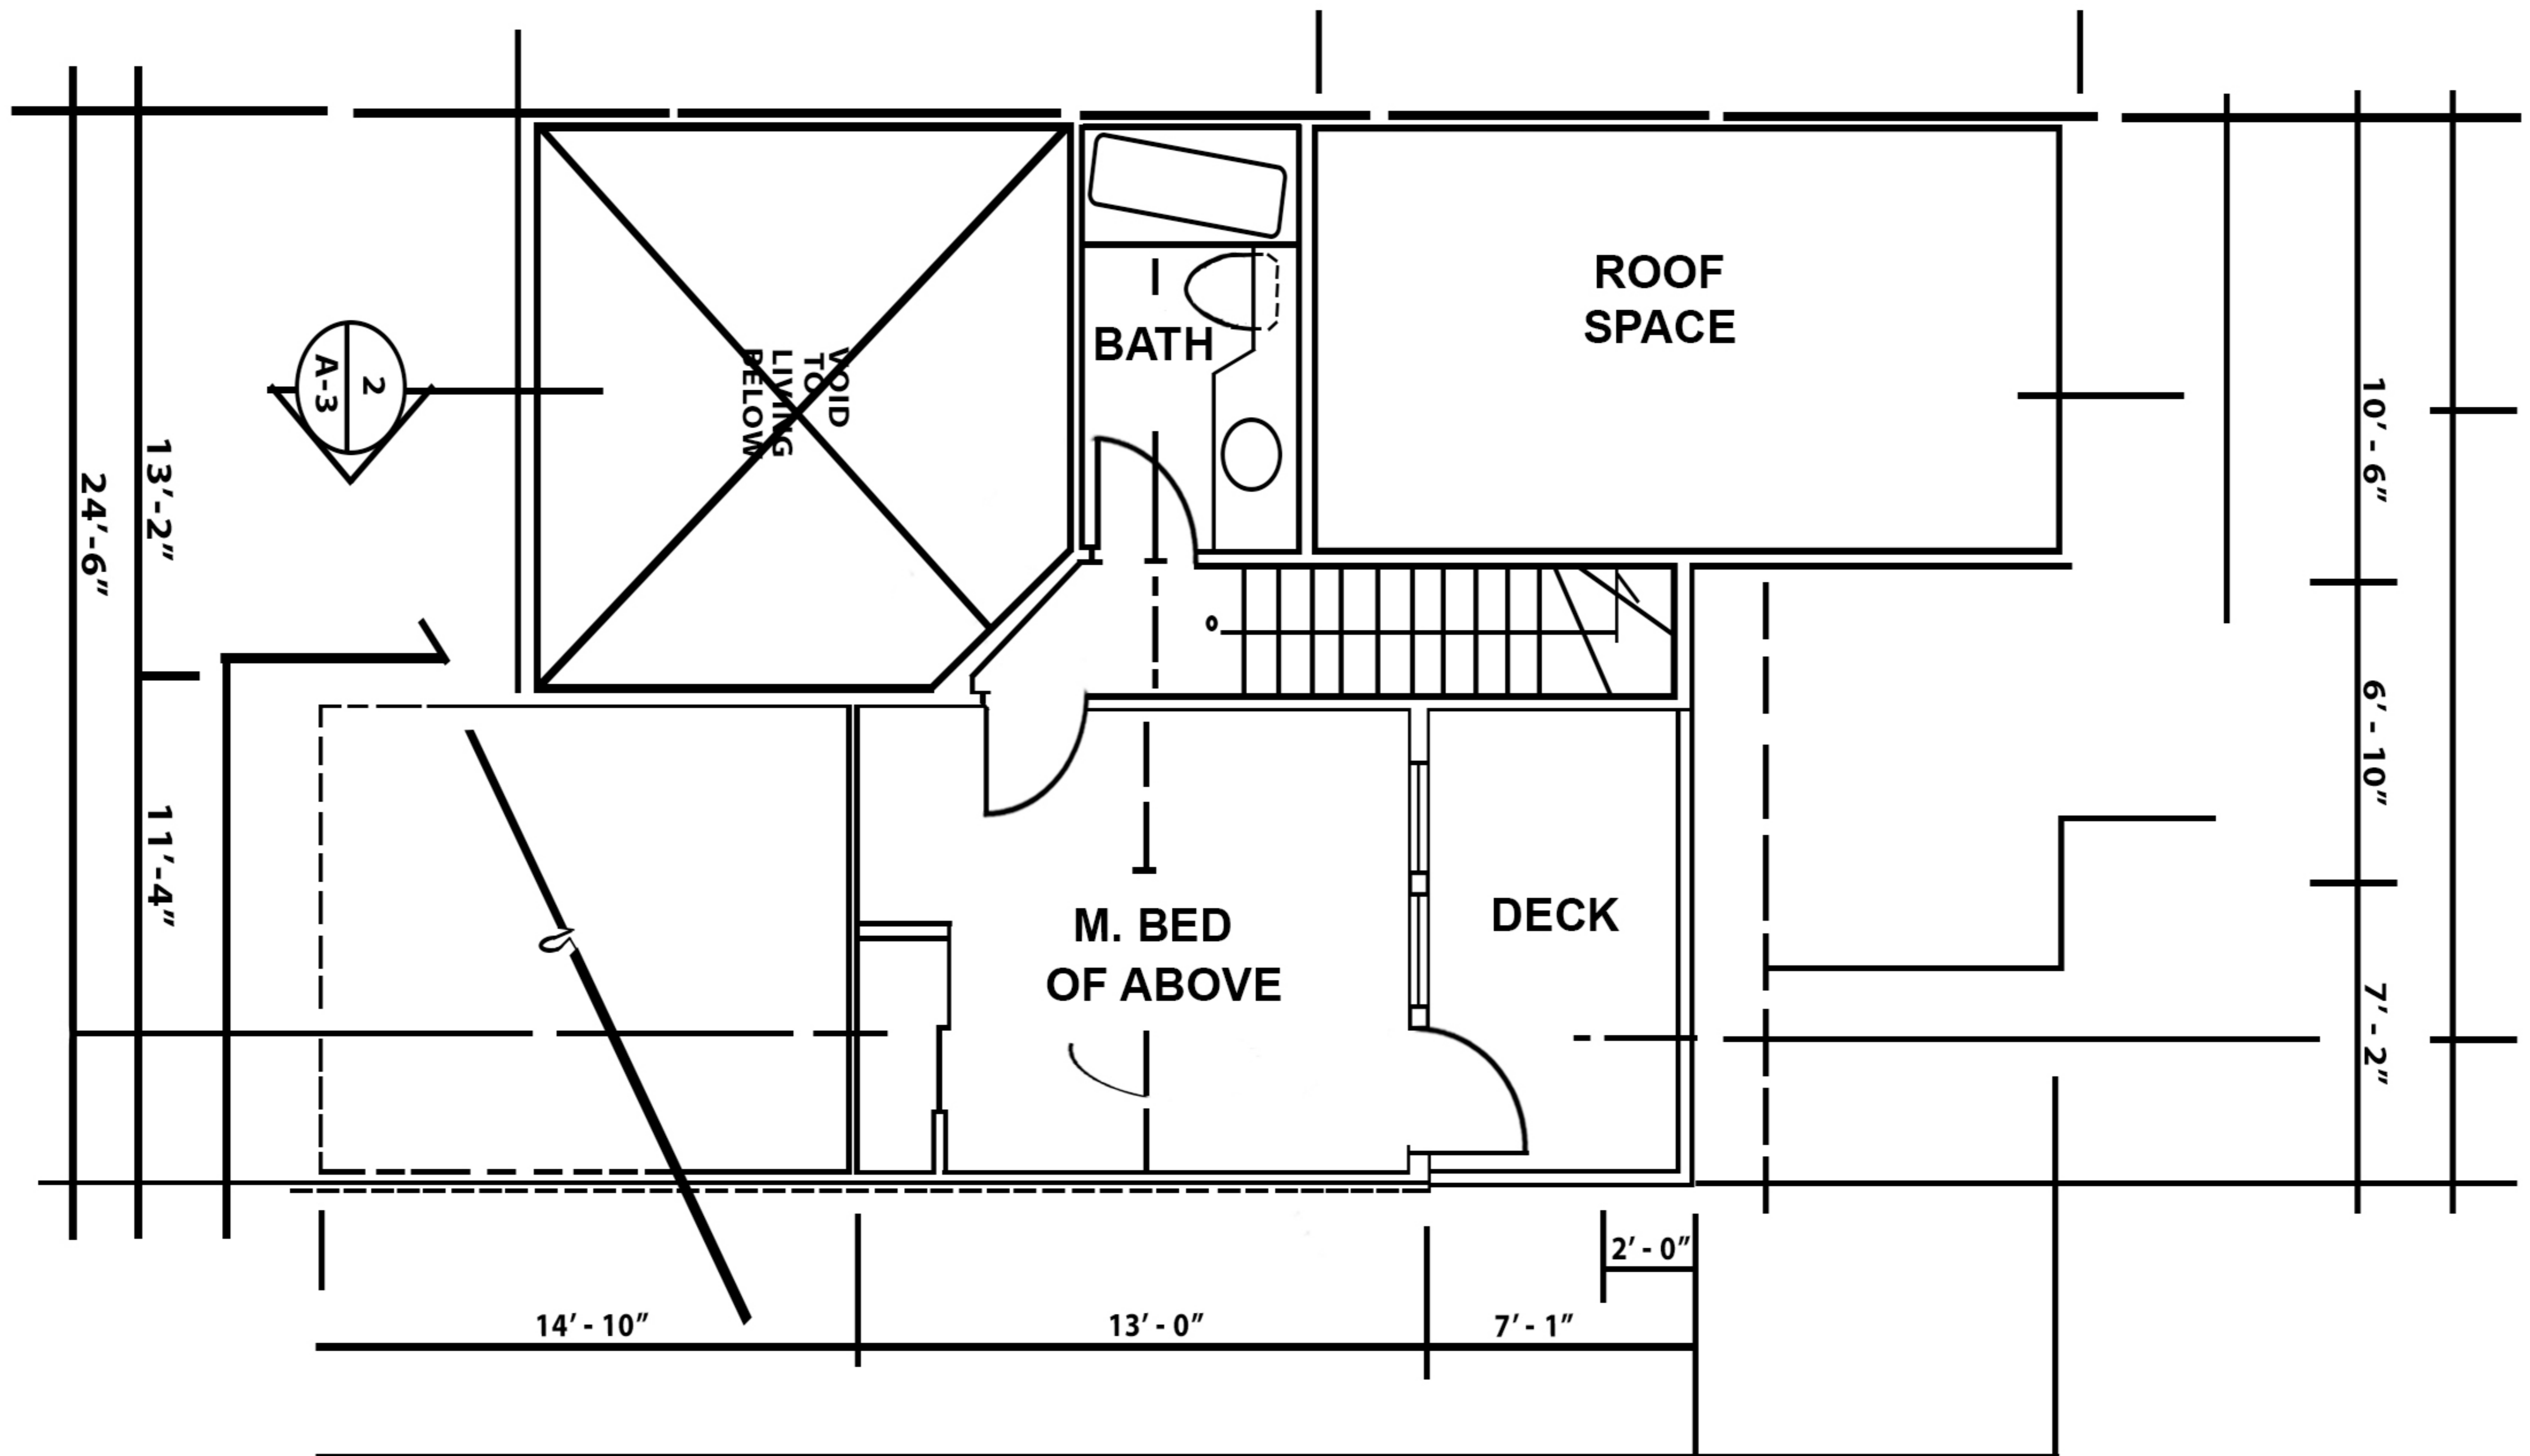 ROOF
SPACE
BATH
VOID
TO
LIVING
BELOW
2
A-3
13’-2”
24’-6”
11’-4”
10’ - 6”
6’ - 10”
7’ - 2”
M. BED
OF ABOVE
DECK
2’ - 0”
14’ - 10”
13’ - 0”
7’ - 1”